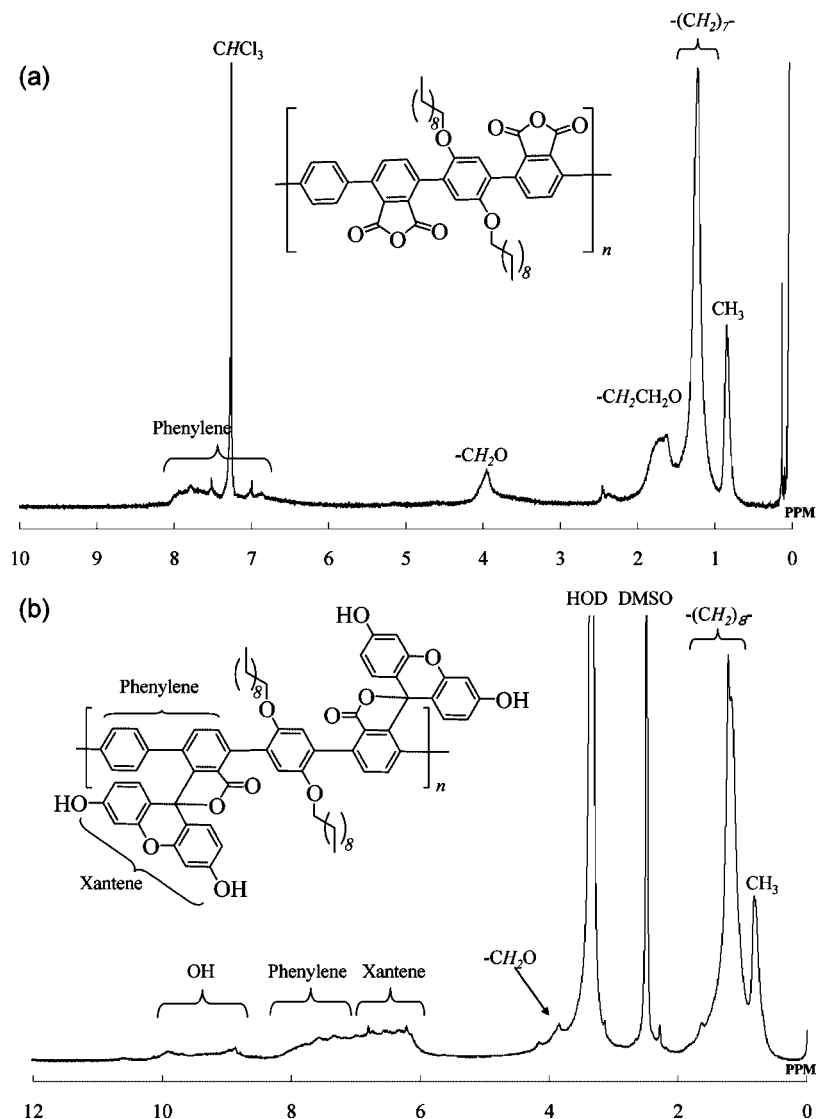 -(CH2)7-
CHCl3
(a)
8
O
O
O
O
O
O
O
O
8
n
CH3
-CH2CH2O
Phenylene
-CH2O
PPM
10 9 8 7 6 5 4 3 2 1 0
(b)
HOD DMSO -(CH2)8-
HO
O
OH
8
O
O
O
Phenylene
n
O
O
O
HO
O
8
OH
Xantene
CH3
-CH2O
OH Phenylene Xantene
PPM
12 10 8 6 4 2 0